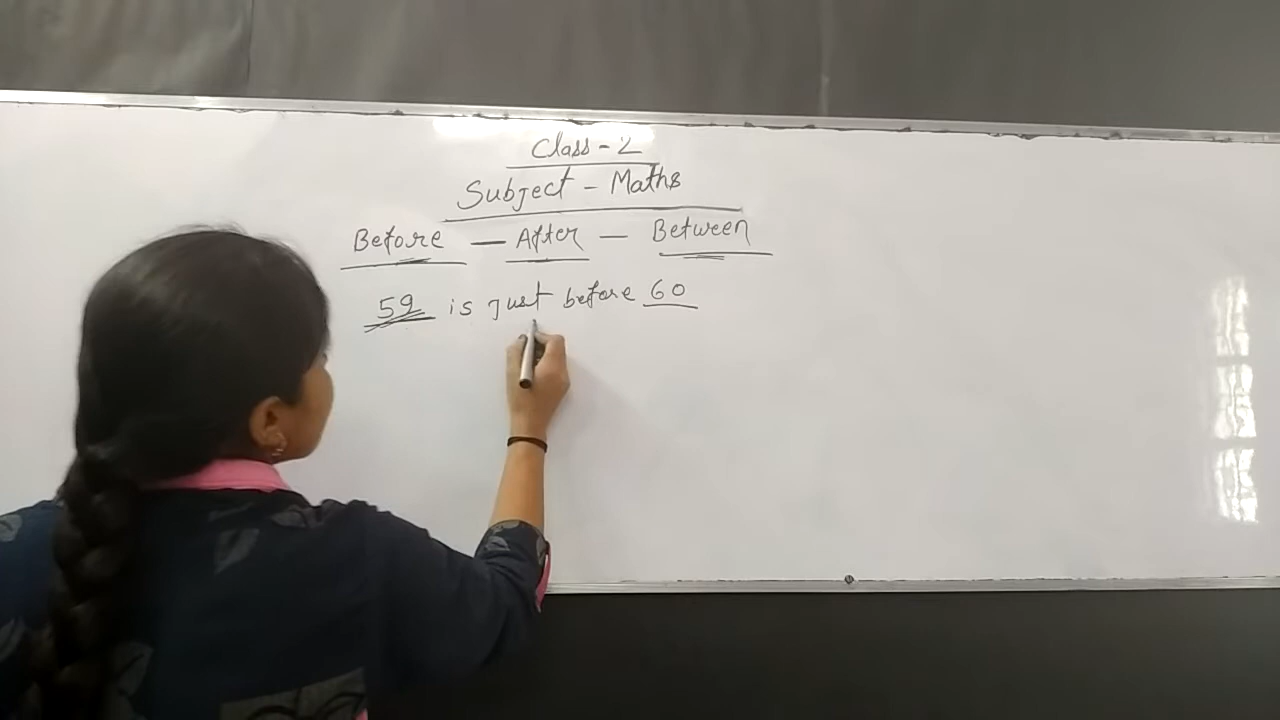 Class - 2
Subject - Maths
Before — After — Between
59 is just before 60